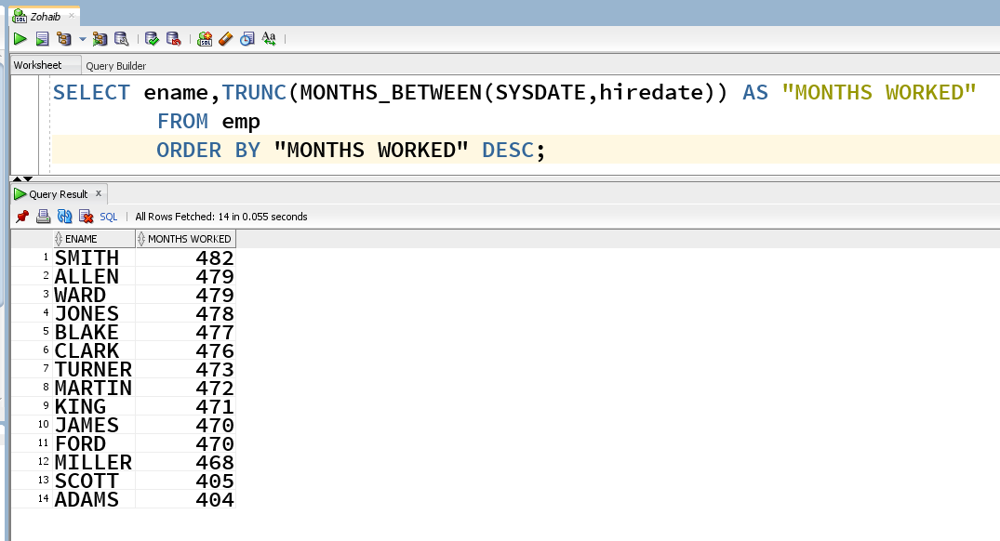 Zohaib
Worksheet Query Builder
SELECT ename,TRUNC(MONTHS_BETWEEN(SYSDATE,hiredate)) AS "MONTHS WORKED"
FROM emp
ORDER BY "MONTHS WORKED" DESC;
Query Result x
SQL | All Rows Fetched: 14 in 0.055 seconds
ENAME MONTHS WORKED
1 SMITH 482
2 ALLEN 479
3 WARD 479
4 JONES 478
5 BLAKE 477
6 CLARK 476
7 TURNER 473
8 MARTIN 472
9 KING 471
10 JAMES 470
11 FORD 470
12 MILLER 468
13 SCOTT 405
14 ADAMS 404